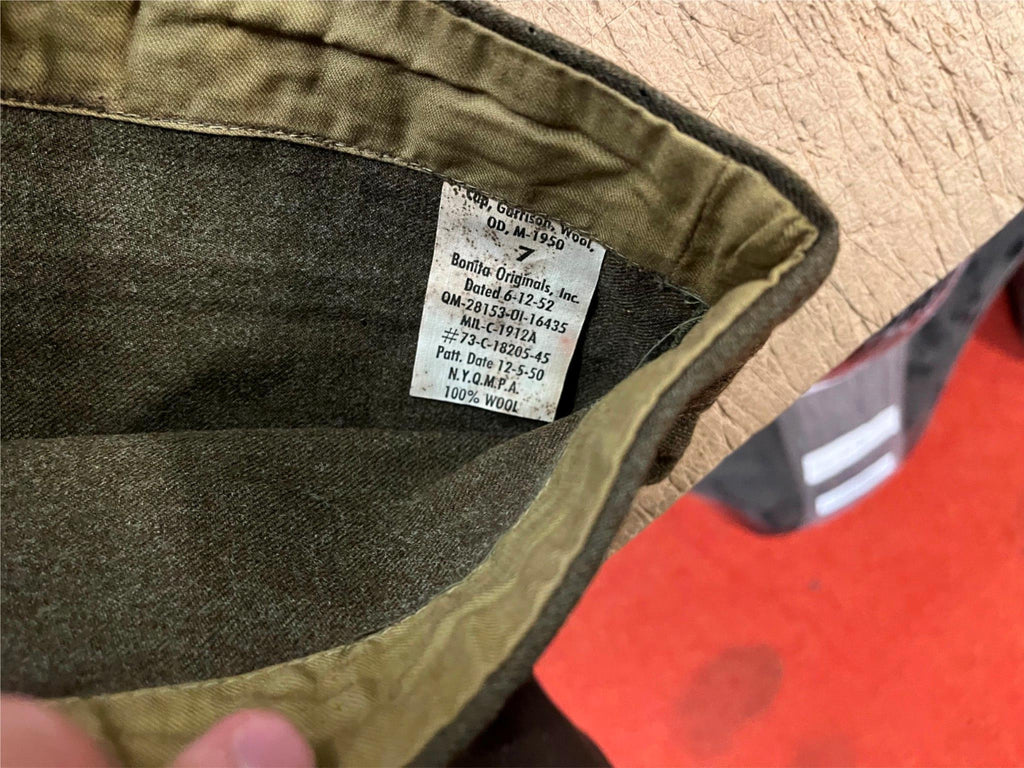 Cap, Garrison, Wool,
OD, M-1950
7
Bonita Originals, Inc.
Dated 6-12-52
QM-28153-OI-16435
MIL-C-1912A
#73-C-18205-45
Patt. Date 12-5-50
N.Y.Q.M.P.A.
100% WOOL